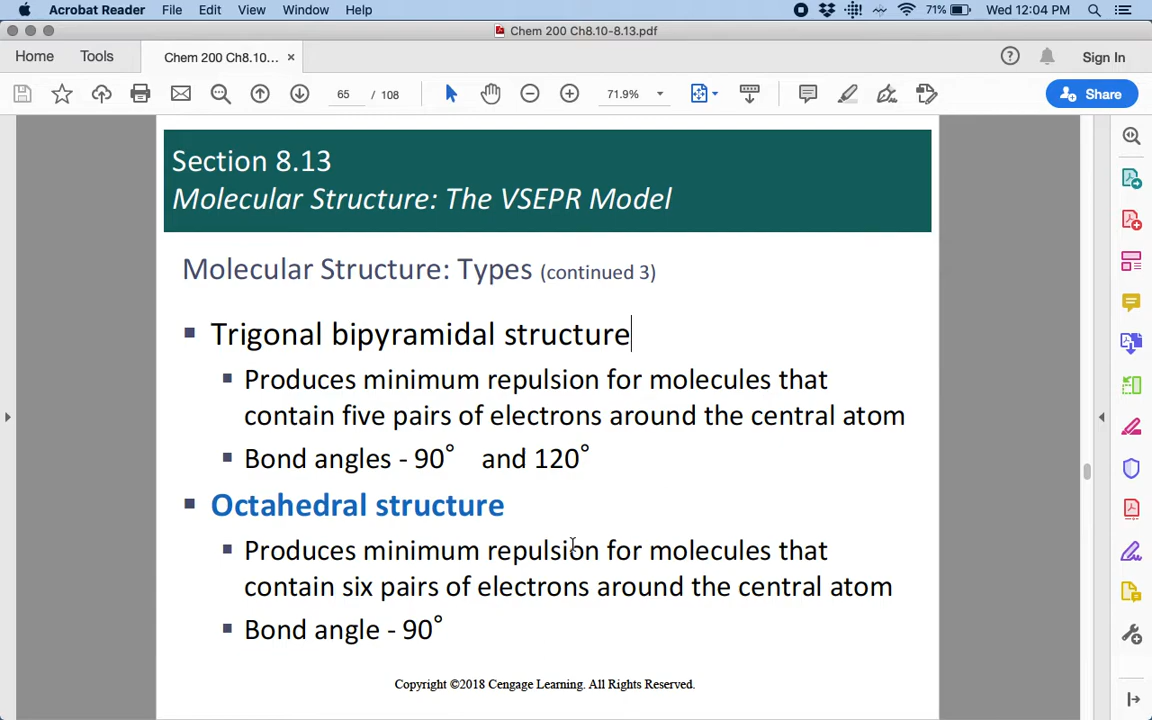 Acrobat Reader File Edit View Window Help 71% Wed 12:04 PM
Chem 200 Ch8.10-8.13.pdf
Home Tools Chem 200 Ch8.10... × Sign In
65 / 108 71.9% Share
Section 8.13
Molecular Structure: The VSEPR Model
Molecular Structure: Types (continued 3)
▪ Trigonal bipyramidal structure
▪ Produces minimum repulsion for molecules that
contain five pairs of electrons around the central atom
▪ Bond angles - 90° and 120°
▪ Octahedral structure
▪ Produces minimum repulsion for molecules that
contain six pairs of electrons around the central atom
▪ Bond angle - 90°
Copyright ©2018 Cengage Learning. All Rights Reserved.